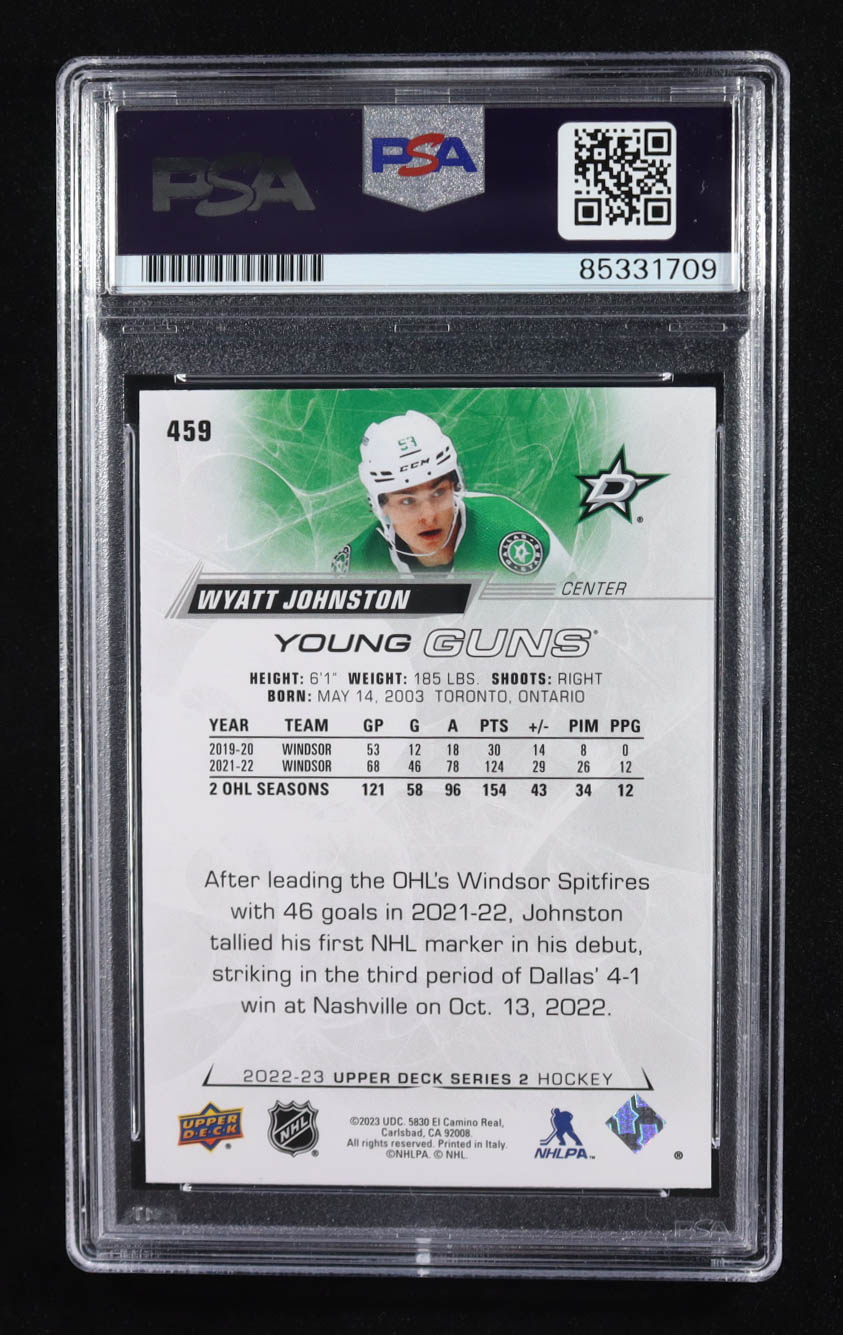 PSA PSA
85331709
459
53
CCM
D
DALLAS STARS
WYATT JOHNSTON
CENTER
YOUNG GUNS®
HEIGHT: 6'1" WEIGHT: 185 LBS. SHOOTS: RIGHT
BORN: MAY 14, 2003 TORONTO, ONTARIO
YEAR TEAM GP G A PTS +/- PIM PPG
2019-20 WINDSOR 53 12 18 30 14 8 0
2021-22 WINDSOR 68 46 78 124 29 26 12
2 OHL SEASONS 121 58 96 154 43 34 12
After leading the OHL's Windsor Spitfires
with 46 goals in 2021-22, Johnston
tallied his first NHL marker in his debut,
striking in the third period of Dallas' 4-1
win at Nashville on Oct. 13, 2022.
2022-23 UPPER DECK SERIES 2 HOCKEY
UPPER DECK®
NHL®
©2023 UDC. 5830 El Camino Real,
Carlsbad, CA 92008.
All rights reserved. Printed in Italy.
©NHLPA. © NHL.
NHLPA™
®
PSA